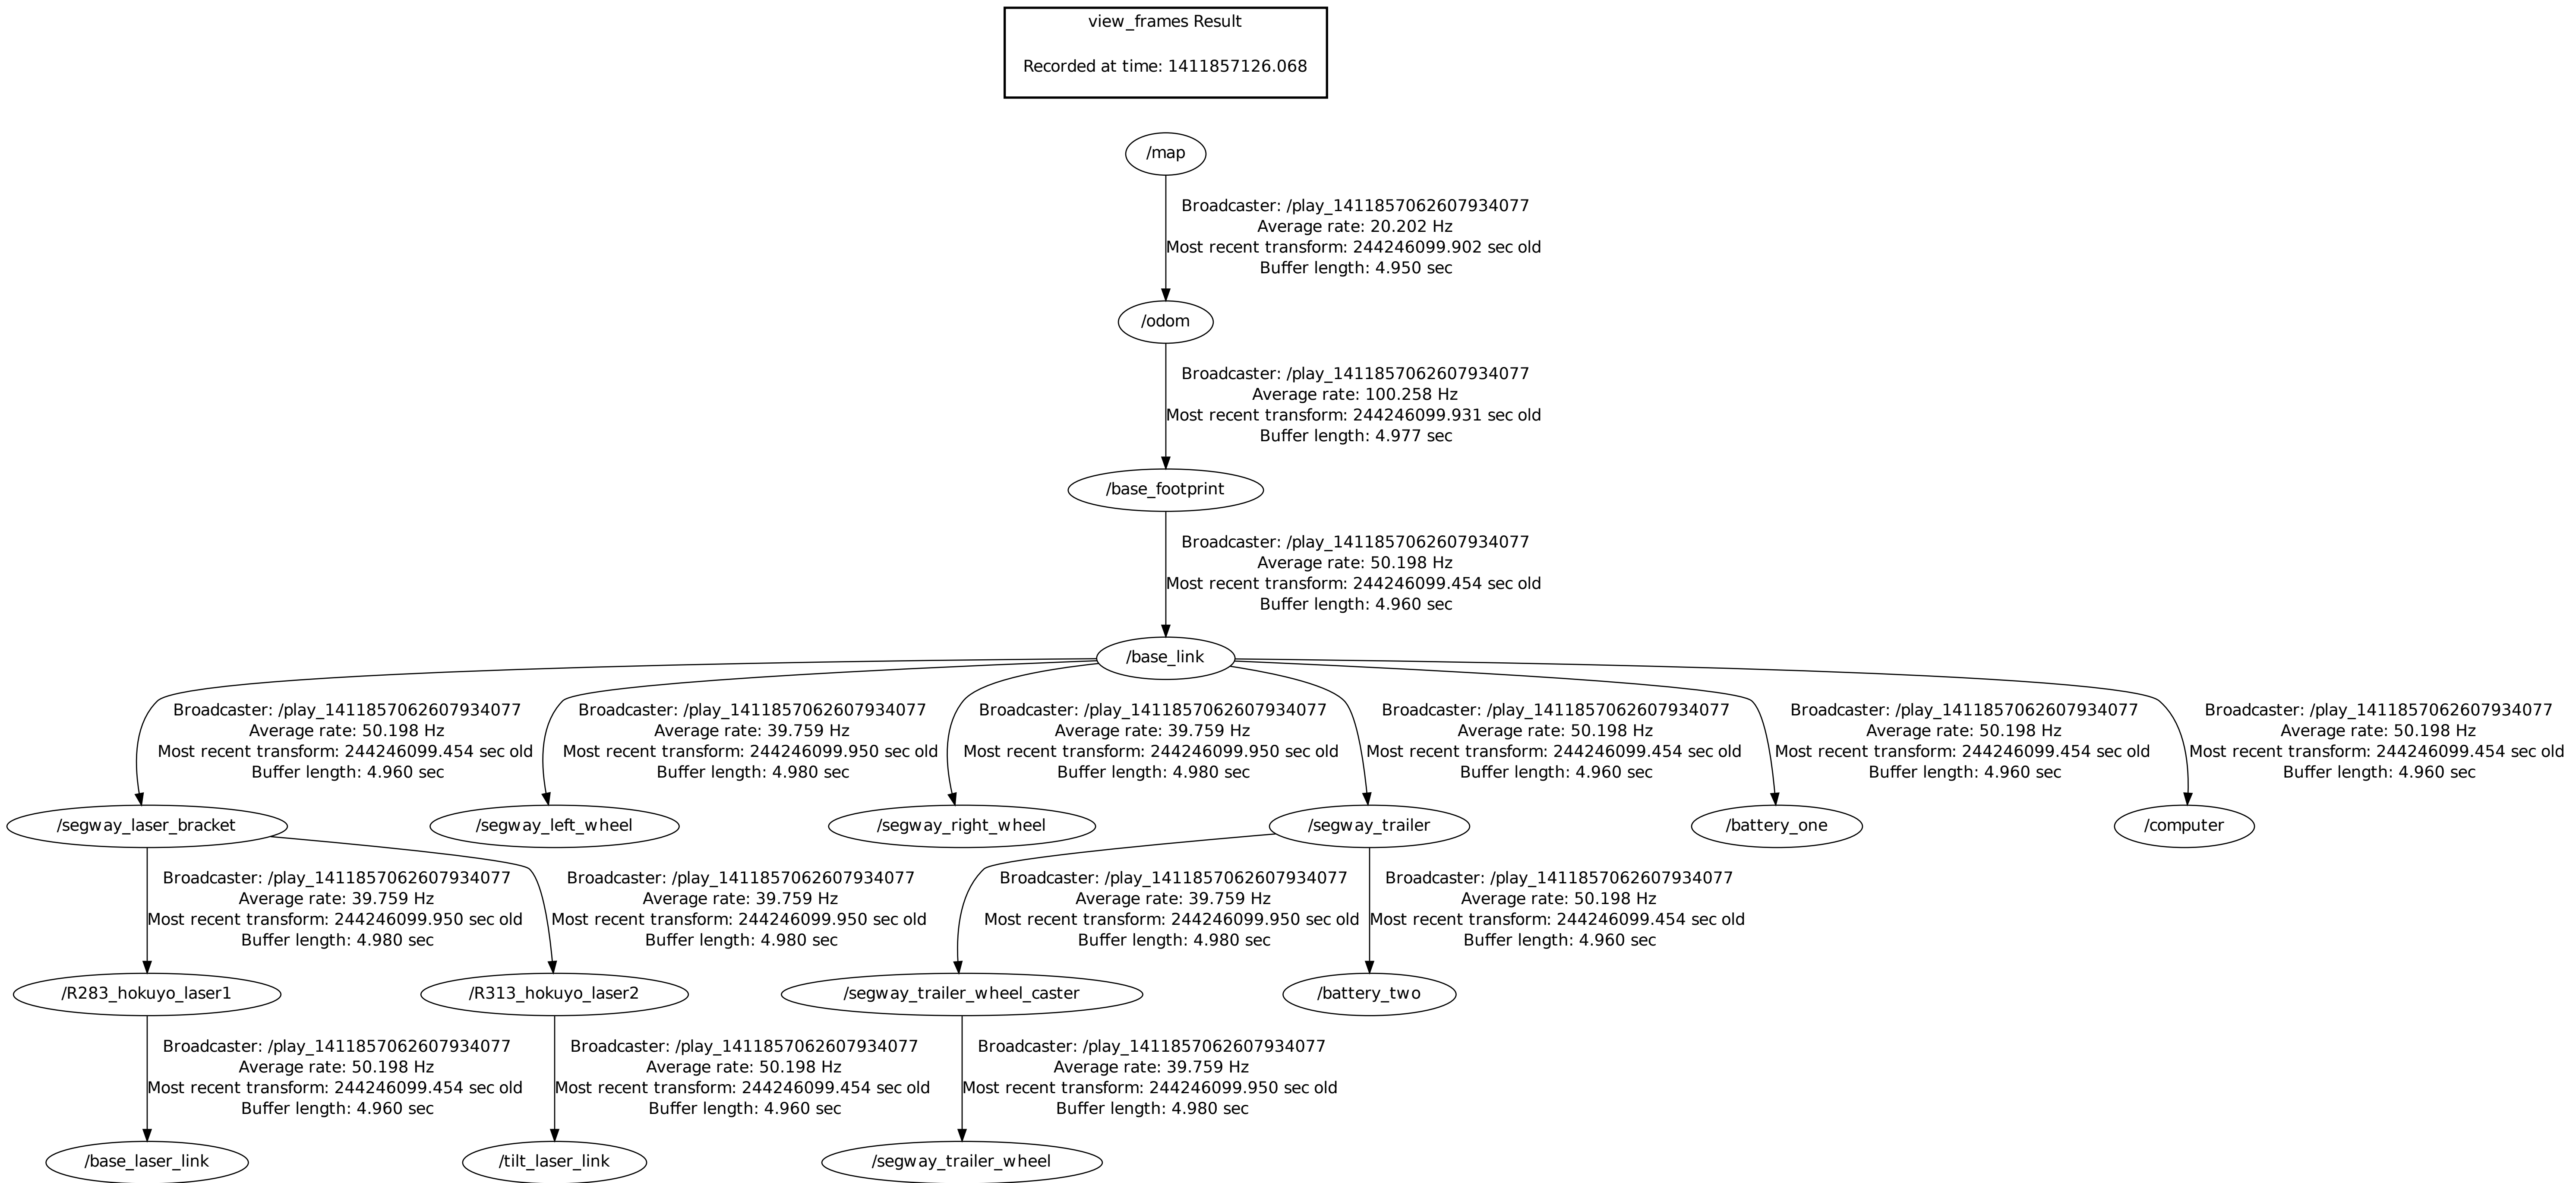 view_frames Result
Recorded at time: 1411857126.068
/map
Broadcaster: /play_1411857062607934077
Average rate: 20.202 Hz
Most recent transform: 244246099.902 sec old
Buffer length: 4.950 sec
/odom
Broadcaster: /play_1411857062607934077
Average rate: 100.258 Hz
Most recent transform: 244246099.931 sec old
Buffer length: 4.977 sec
/base_footprint
Broadcaster: /play_1411857062607934077
Average rate: 50.198 Hz
Most recent transform: 244246099.454 sec old
Buffer length: 4.960 sec
/base_link
Broadcaster: /play_1411857062607934077
Average rate: 50.198 Hz
Most recent transform: 244246099.454 sec old
Buffer length: 4.960 sec
Broadcaster: /play_1411857062607934077
Average rate: 39.759 Hz
Most recent transform: 244246099.950 sec old
Buffer length: 4.980 sec
Broadcaster: /play_1411857062607934077
Average rate: 39.759 Hz
Most recent transform: 244246099.950 sec old
Buffer length: 4.980 sec
Broadcaster: /play_1411857062607934077
Average rate: 50.198 Hz
Most recent transform: 244246099.454 sec old
Buffer length: 4.960 sec
Broadcaster: /play_1411857062607934077
Average rate: 50.198 Hz
Most recent transform: 244246099.454 sec old
Buffer length: 4.960 sec
Broadcaster: /play_1411857062607934077
Average rate: 50.198 Hz
Most recent transform: 244246099.454 sec old
Buffer length: 4.960 sec
/segway_laser_bracket
/segway_left_wheel
/segway_right_wheel
/segway_trailer
/battery_one
/computer
Broadcaster: /play_1411857062607934077
Average rate: 39.759 Hz
Most recent transform: 244246099.950 sec old
Buffer length: 4.980 sec
Broadcaster: /play_1411857062607934077
Average rate: 39.759 Hz
Most recent transform: 244246099.950 sec old
Buffer length: 4.980 sec
Broadcaster: /play_1411857062607934077
Average rate: 39.759 Hz
Most recent transform: 244246099.950 sec old
Buffer length: 4.980 sec
Broadcaster: /play_1411857062607934077
Average rate: 50.198 Hz
Most recent transform: 244246099.454 sec old
Buffer length: 4.960 sec
/R283_hokuyo_laser1
/R313_hokuyo_laser2
/segway_trailer_wheel_caster
/battery_two
Broadcaster: /play_1411857062607934077
Average rate: 50.198 Hz
Most recent transform: 244246099.454 sec old
Buffer length: 4.960 sec
Broadcaster: /play_1411857062607934077
Average rate: 50.198 Hz
Most recent transform: 244246099.454 sec old
Buffer length: 4.960 sec
Broadcaster: /play_1411857062607934077
Average rate: 39.759 Hz
Most recent transform: 244246099.950 sec old
Buffer length: 4.980 sec
/base_laser_link
/tilt_laser_link
/segway_trailer_wheel